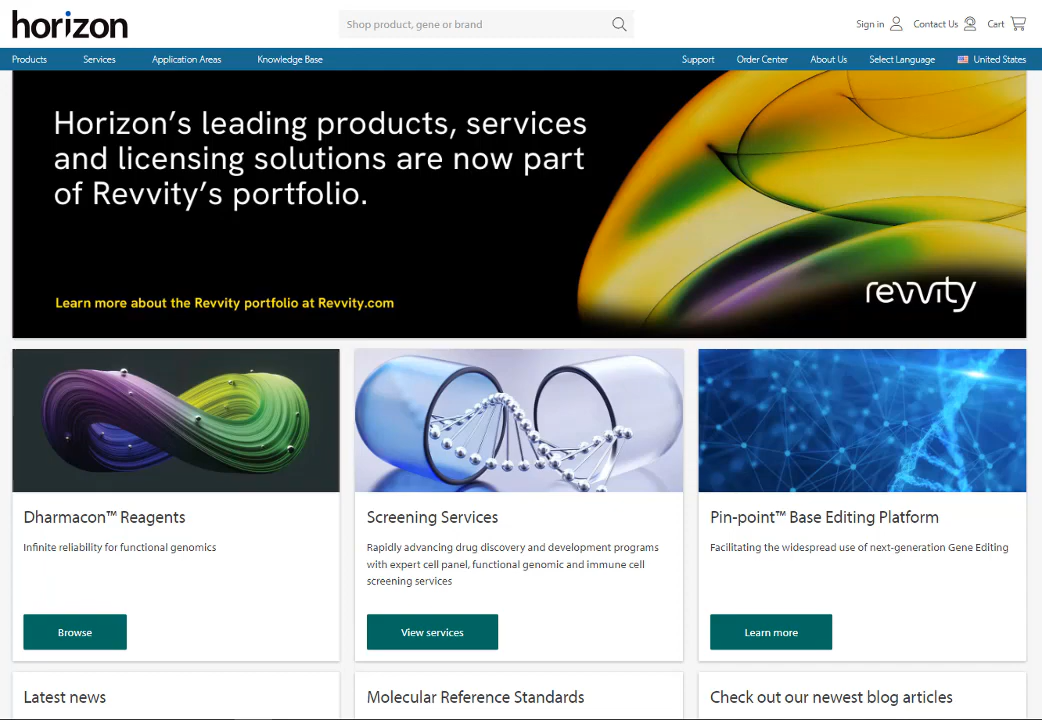 horizon
Shop product, gene or brand
Sign in
Contact Us
Cart
Products
Services
Application Areas
Knowledge Base
Support
Order Center
About Us
Select Language
United States
Horizon's leading products, services
and licensing solutions are now part
of Revvity's portfolio.
Learn more about the Revvity portfolio at Revvity.com
revvity
Dharmacon™ Reagents
Infinite reliability for functional genomics
Browse
Screening Services
Rapidly advancing drug discovery and development programs
with expert cell panel, functional genomic and immune cell
screening services
View services
Pin-point™ Base Editing Platform
Facilitating the widespread use of next-generation Gene Editing
Learn more
Latest news
Molecular Reference Standards
Check out our newest blog articles